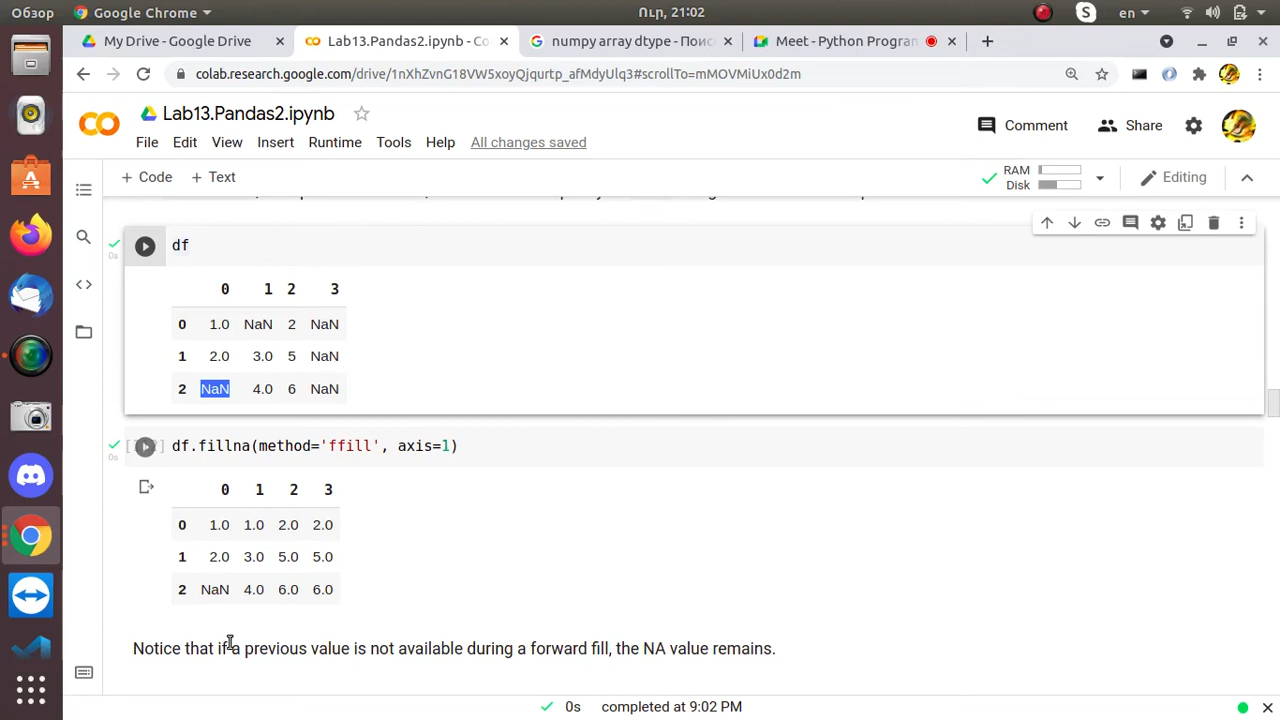 Обзор
Google Chrome
Ուր, 21:02
en
My Drive - Google Drive
Lab13.Pandas2.ipynb - Co
numpy array dtype - Поис
Meet - Python Program
colab.research.google.com/drive/1nXhZvnG18VW5xoyQjqurtp_afMdyUlq3#scrollTo=mMOVMiUx0d2m
Lab13.Pandas2.ipynb
Comment
Share
File Edit View Insert Runtime Tools Help All changes saved
+ Code + Text
RAM
Disk
Editing
df
0s
0 1 2 3
0 1.0 NaN 2 NaN
1 2.0 3.0 5 NaN
2 NaN 4.0 6 NaN
df.fillna(method='ffill', axis=1)
0s
0 1 2 3
0 1.0 1.0 2.0 2.0
1 2.0 3.0 5.0 5.0
2 NaN 4.0 6.0 6.0
Notice that if a previous value is not available during a forward fill, the NA value remains.
0s completed at 9:02 PM